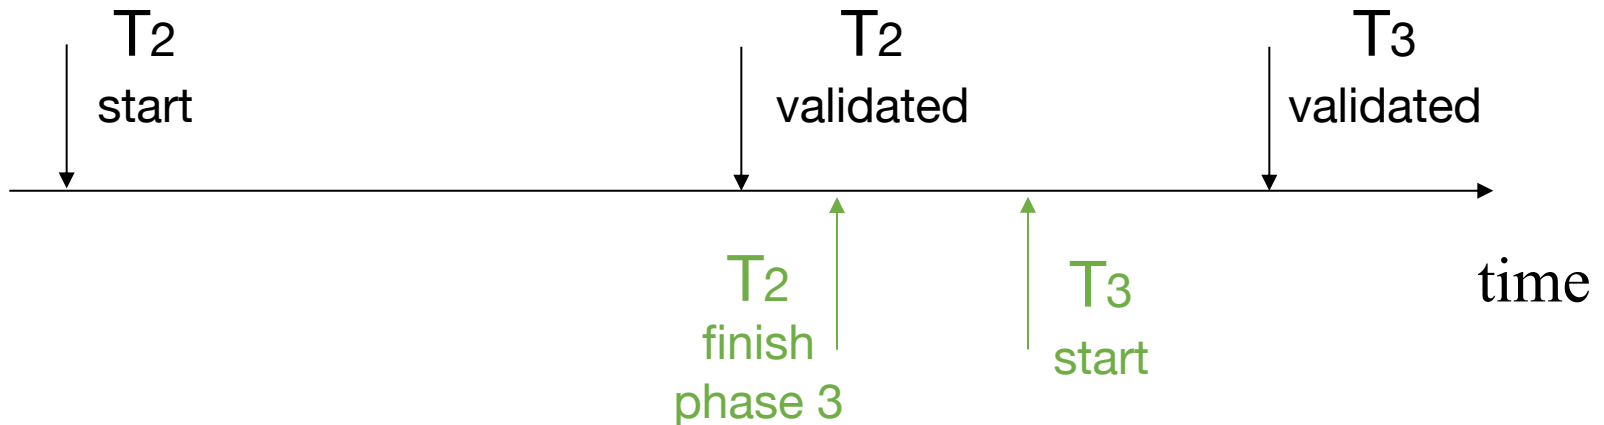 T2
start
T2
validated
T3
validated
T2
finish
phase 3
T3
start
time